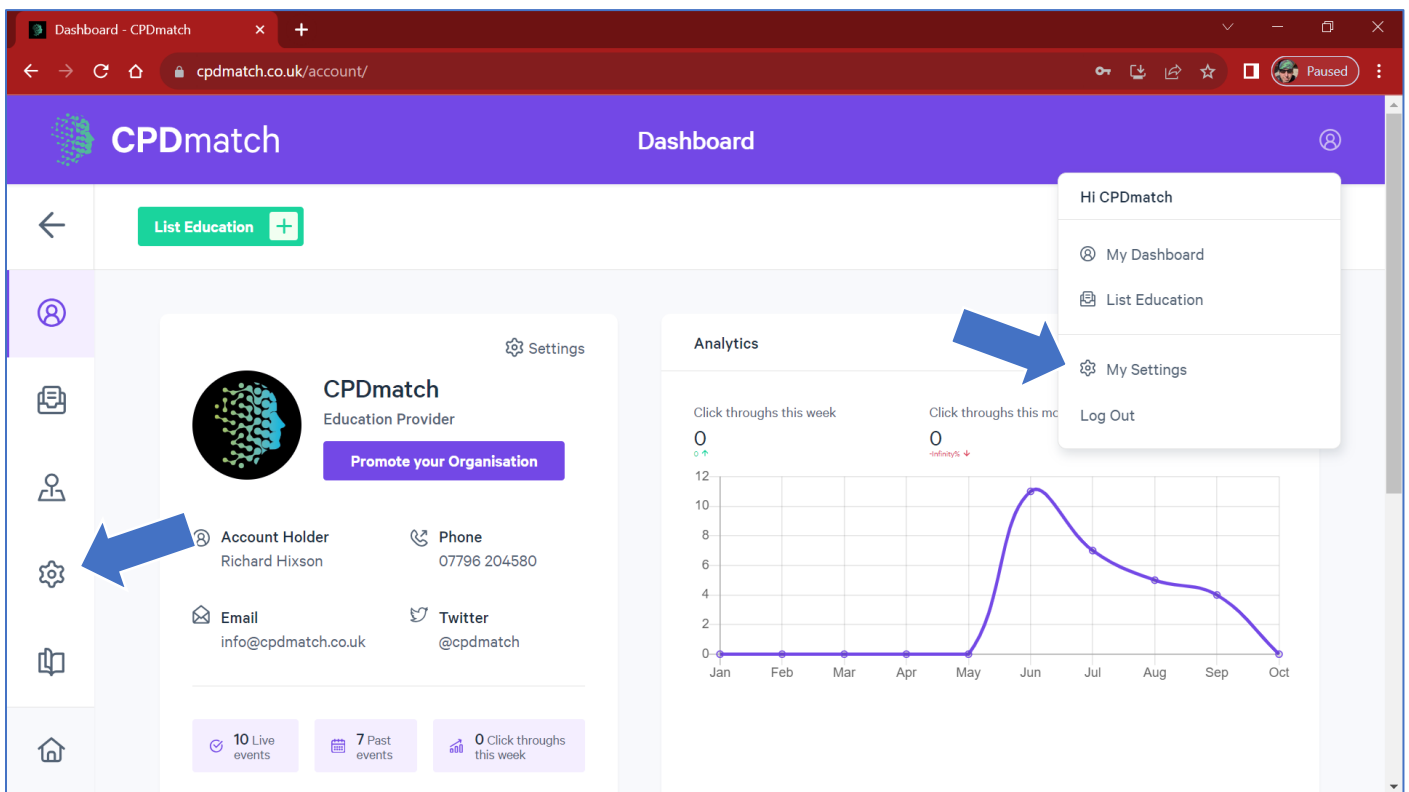 Dashboard - CPDmatch
cpdmatch.co.uk/account/
Paused
CPDmatch
Dashboard
List Education
Hi CPDmatch
My Dashboard
List Education
My Settings
Log Out
Settings
CPDmatch
Education Provider
Promote your Organisation
Account Holder
Richard Hixson
Phone
07796 204580
Email
info@cpdmatch.co.uk
Twitter
@cpdmatch
10 Live
events
7 Past
events
0 Click throughs
this week
Analytics
Click throughs this week
0
0
Click throughs this mo
0
-Infinity%
12
10
8
6
4
2
0
Jan Feb Mar Apr May Jun Jul Aug Sep Oct